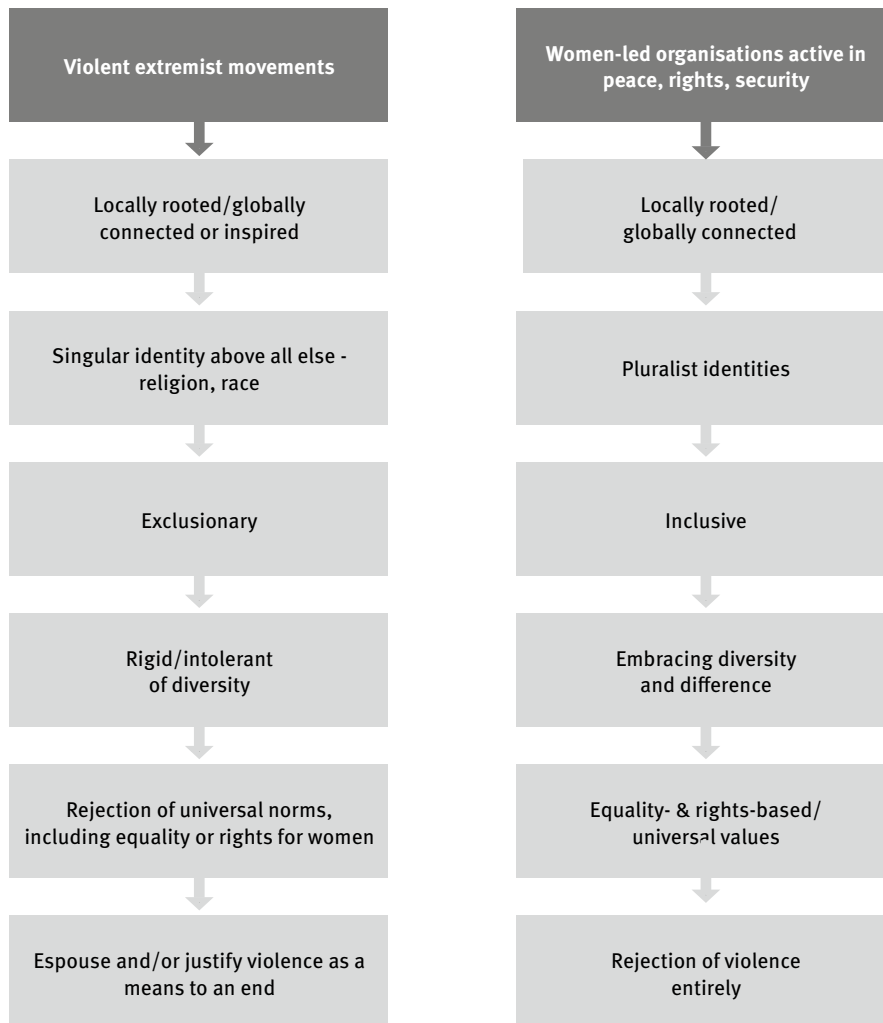 Violent extremist movements
Locally rooted/globally
connected or inspired
Singular identity above all else -
religion, race
Exclusionary
Rigid/intolerant
of diversity
Rejection of universal norms,
including equality or rights for women
Espouse and/or justify violence as a
means to an end
Women-led organisations active in
peace, rights, security
Locally rooted/
globally connected
Pluralist identities
Inclusive
Embracing diversity
and difference
Equality- & rights-based/
universal values
Rejection of violence
entirely